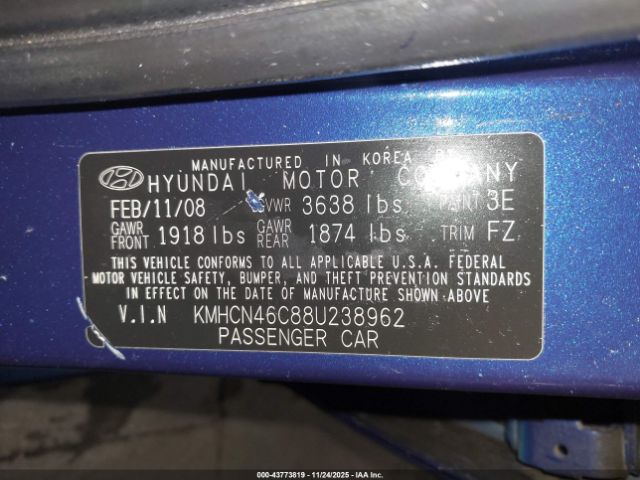 MANUFACTURED IN KOREA
HYUNDAI MOTOR COMPANY
FEB/11/08 GVWR 3638 lbs PAINT 3E
GAWR FRONT 1918 lbs GAWR REAR 1874 lbs TRIM FZ
THIS VEHICLE CONFORMS TO ALL APPLICABLE U.S.A. FEDERAL
MOTOR VEHICLE SAFETY, BUMPER, AND THEFT PREVENTION STANDARDS
IN EFFECT ON THE DATE OF MANUFACTURE SHOWN ABOVE
V.I.N KMHCN46C88U238962
PASSENGER CAR
000-43773819 - 11/24/2025 - IAA Inc.